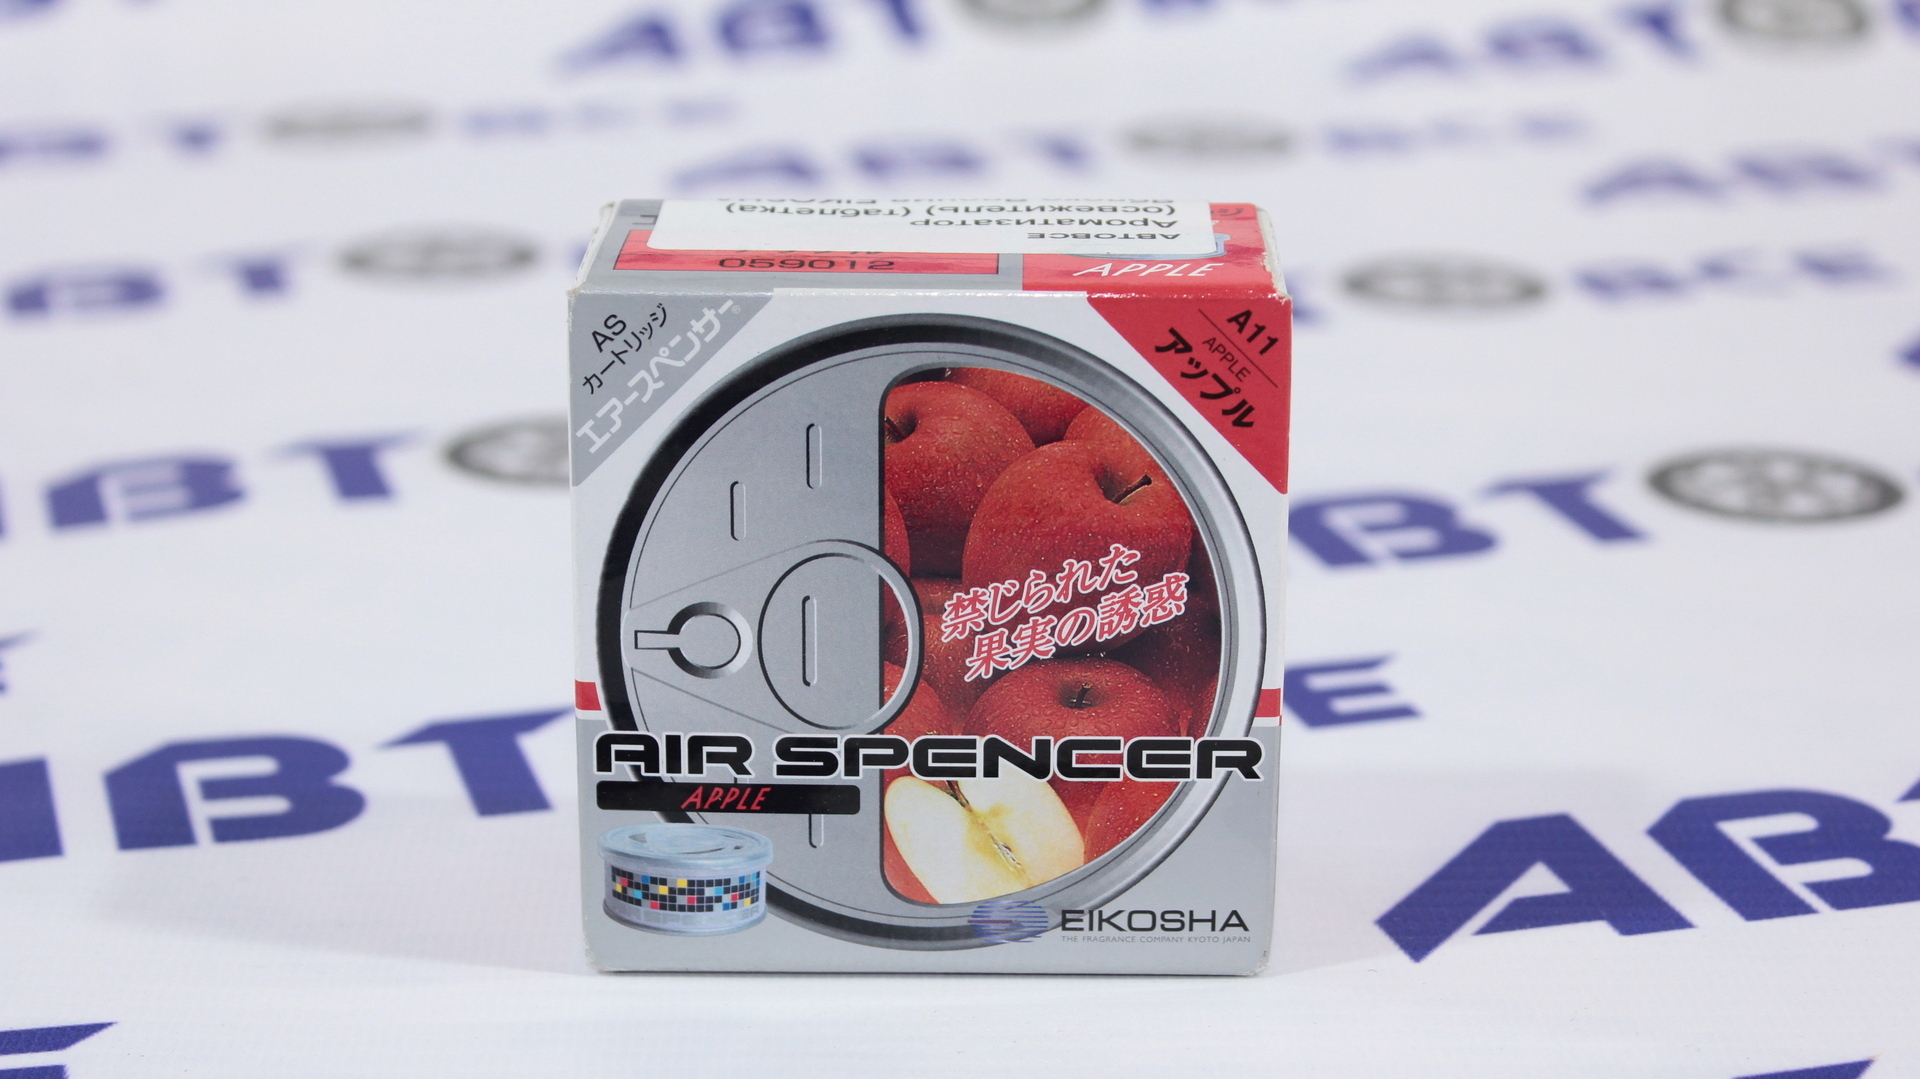 АВТОВСЕ
Ароматизатор
(освежитель) (таблетка)
059012
APPLE
AS
カートリッジ
エアースペンサー®
A11
APPLE
アップル
禁じられた
果実の誘惑
AIR SPENCER
APPLE
EIKOSHA
THE FRAGRANCE COMPANY KYOTO JAPAN